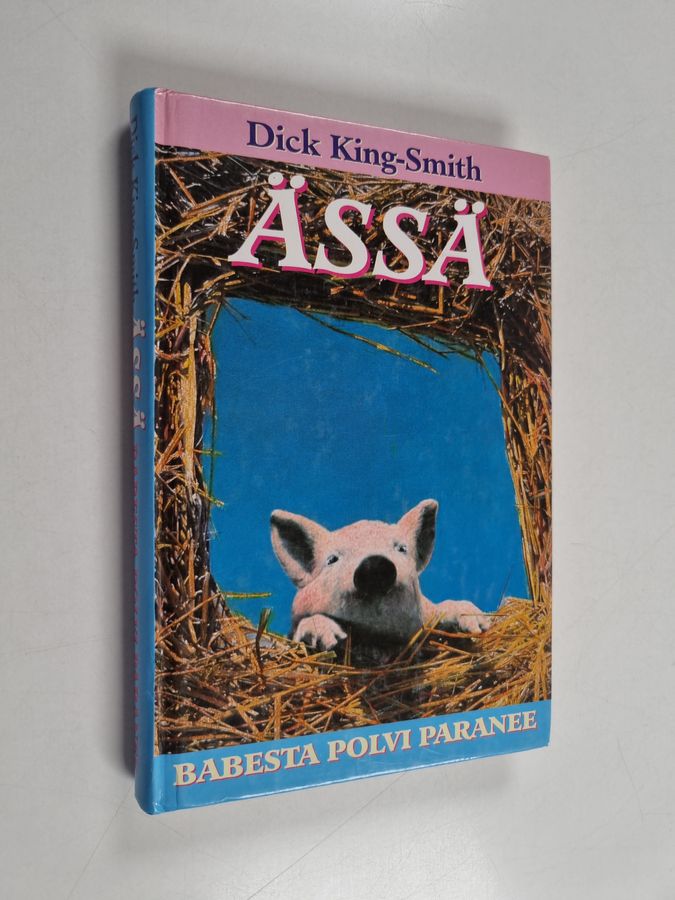 Dick King-Smith
ÄSSÄ
BABESTA POLVI PARANEE
Dick King-Smith ÄSSÄ